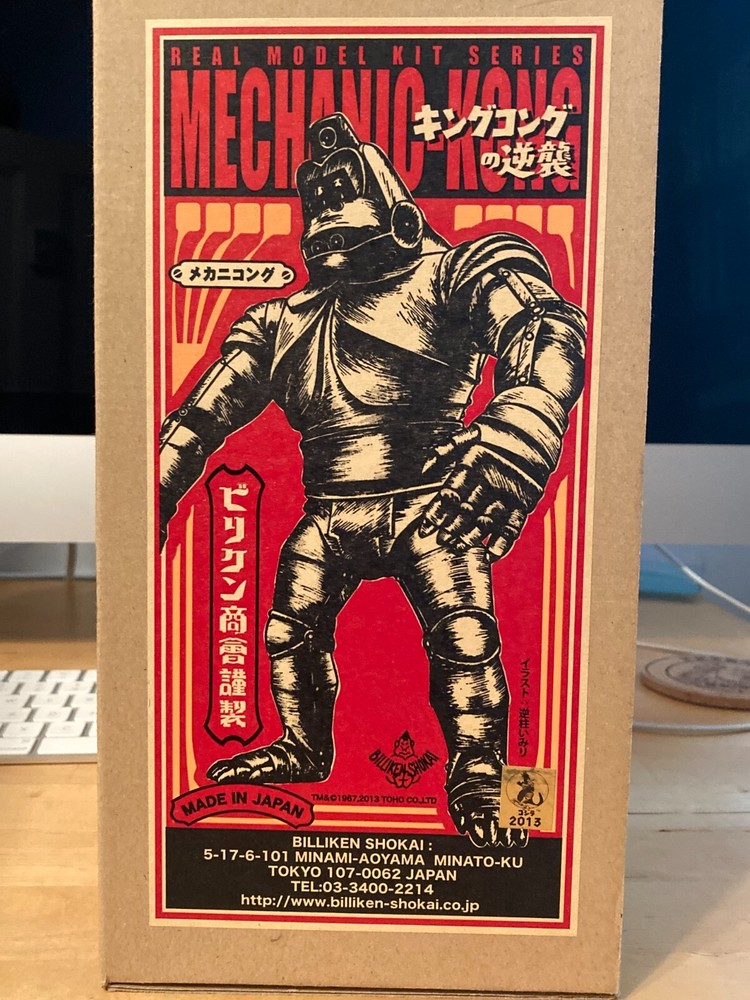 REAL MODEL KIT SERIES
MECHANIC-KONG
キングコング
の逆襲
メカニコング
ビリケン商會謹製
イラスト：逆柱いみり
BILLIKEN SHOKAI
MADE IN JAPAN
TM&©1967,2013 TOHO CO.,LTD
ゴジラ
2013
BILLIKEN SHOKAI :
5-17-6-101 MINAMI-AOYAMA MINATO-KU
TOKYO 107-0062 JAPAN
TEL:03-3400-2214
http://www.billiken-shokai.co.jp